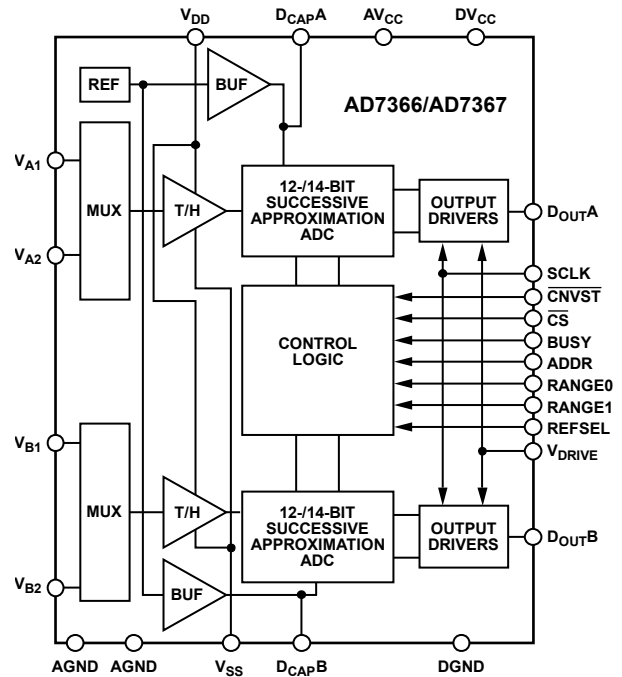 VDD
DCAPA
AVCC
DVCC
REF
BUF
AD7366/AD7367
VA1
VA2
MUX
T/H
12-/14-BIT
SUCCESSIVE
APPROXIMATION
ADC
OUTPUT
DRIVERS
DOUTA
SCLK
CNVST
CS
BUSY
ADDR
RANGE0
RANGE1
REFSEL
VDRIVE
CONTROL
LOGIC
VB1
VB2
MUX
T/H
BUF
12-/14-BIT
SUCCESSIVE
APPROXIMATION
ADC
OUTPUT
DRIVERS
DOUTB
AGND
AGND
VSS
DCAPB
DGND